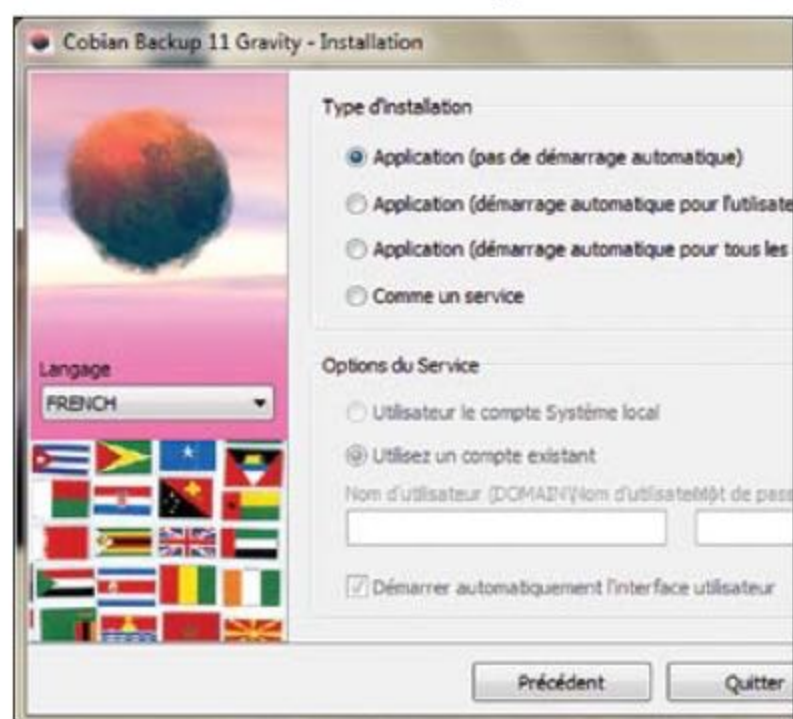 Cobian Backup 11 Gravity - Installation
Type d'installation
Application (pas de démarrage automatique)
Application (démarrage automatique pour l'utilisate
Application (démarrage automatique pour tous les
Comme un service
Langage
FRENCH
Options du Service
Utilisateur le compte Système local
Utilisez un compte existant
Nom d'utilisateur (DOMAIN\Nom d'utilisate de pass
Démarrer automatiquement l'interface utilisateur
Précédent Quitter